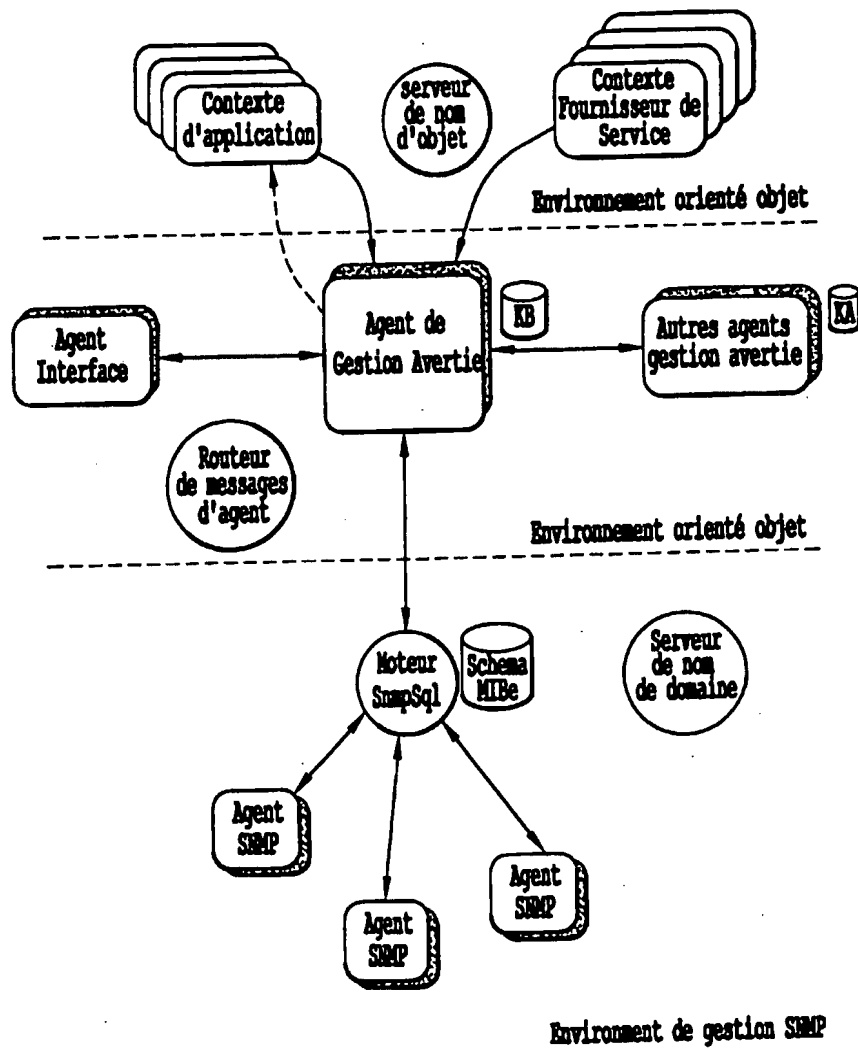 Contexte
d'application
serveur
de nom
d'objet
Contexte
Fournisseur de
Service
Environnement orienté objet
Agent
Interface
Agent de
Gestion Avertie
KB
Autres agents
gestion avertie
KA
Routeur
de messages
d'agent
Environnement orienté objet
Moteur
SnmpSql
Schema
MIBe
Serveur
de nom
de domaine
Agent
SNMP
Agent
SNMP
Agent
SNMP
Environment de gestion SNMP